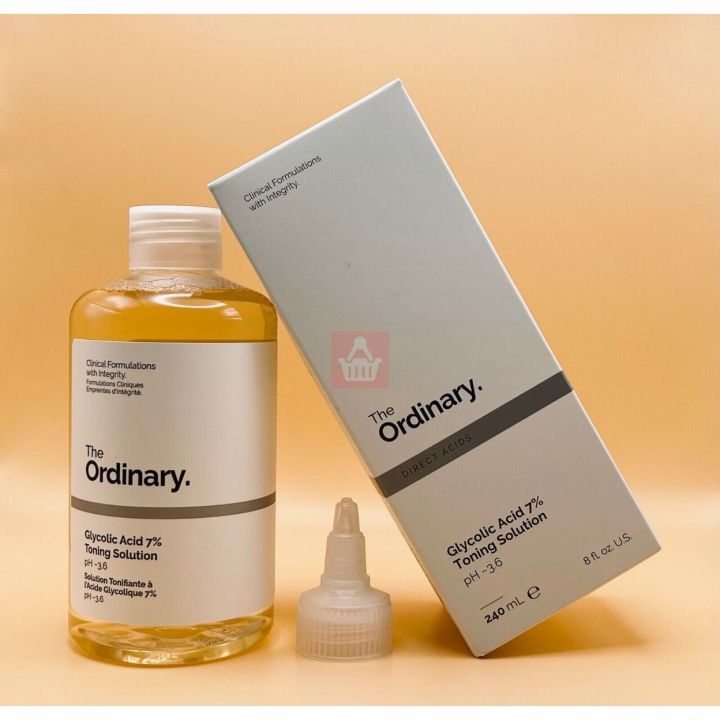 Clinical Formulations
with Integrity.
Formulations Cliniques
Empreintes d'intégrité.
The
Ordinary.
Glycolic Acid 7%
Toning Solution
pH ~3.6
Solution Tonifiante à
l'Acide Glycolique 7%
pH ~3.6
Clinical Formulations
with Integrity.
The
Ordinary.
DIRECT ACIDS
Glycolic Acid 7%
Toning Solution
pH ~3.6
240 mL e
8 fl. oz. U.S.